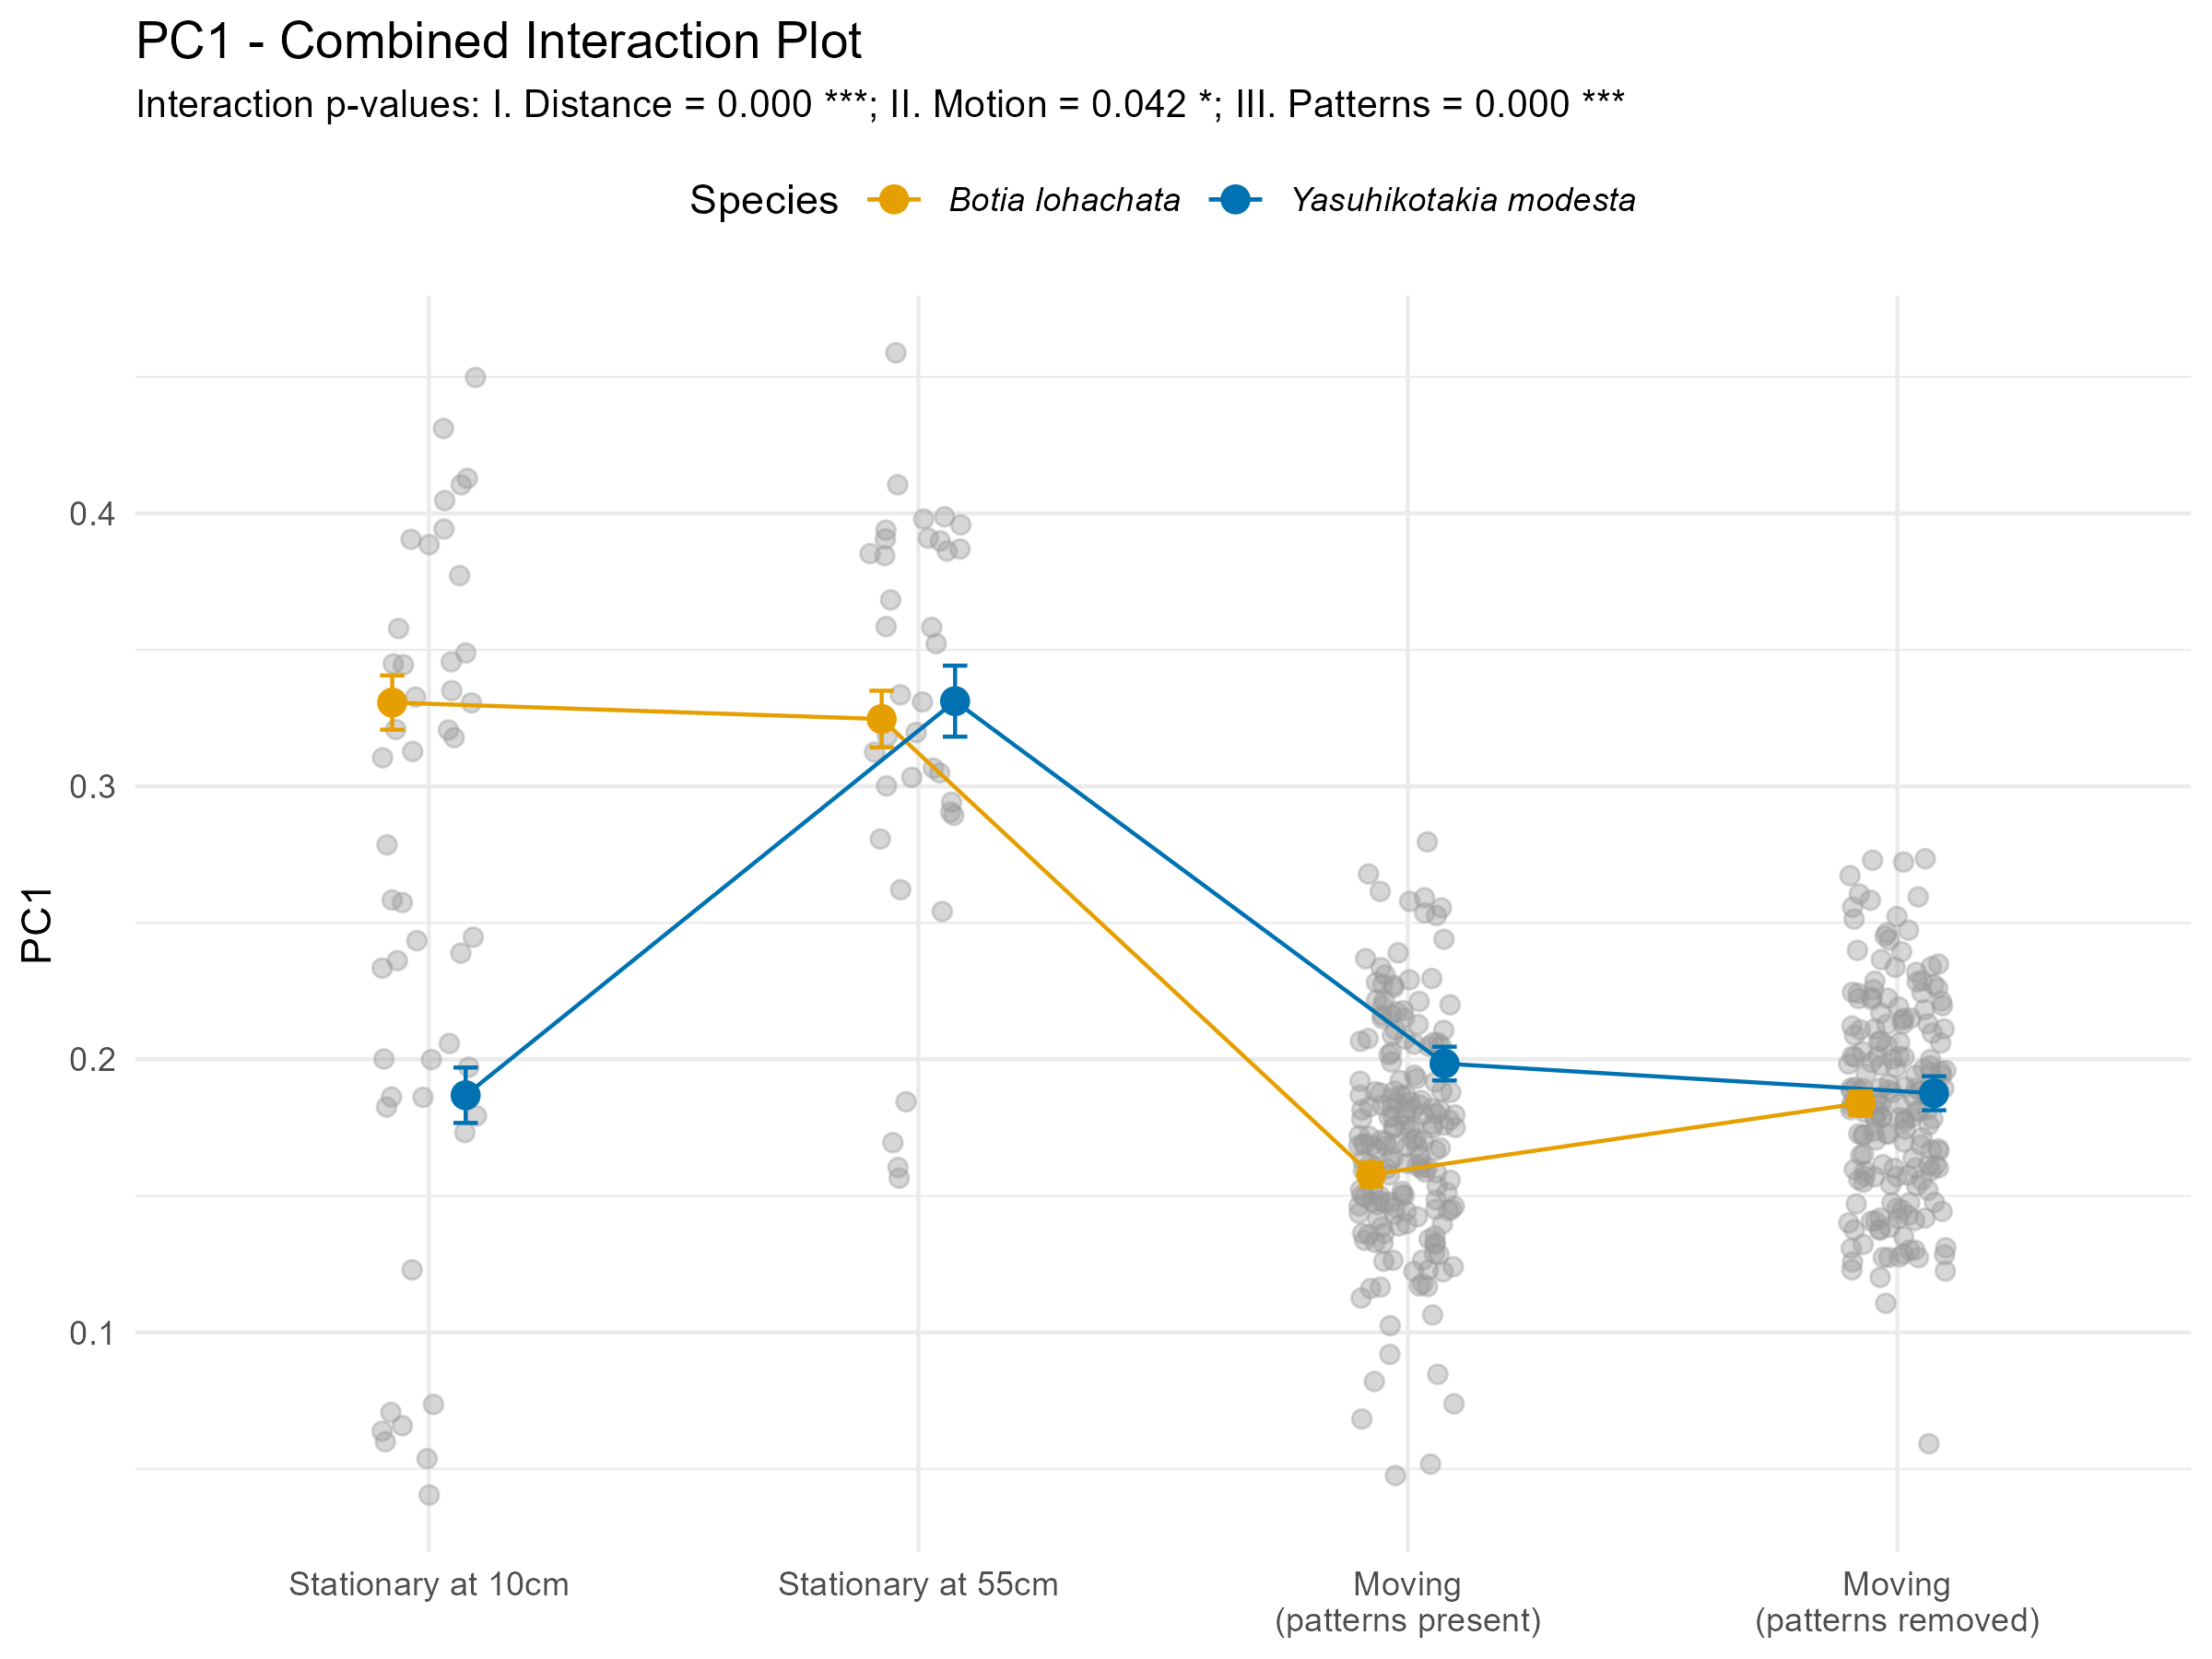 PC1 - Combined Interaction Plot
Interaction p-values: I. Distance = 0.000 ***; II. Motion = 0.042 *; III. Patterns = 0.000 ***
Species Botia lohachata Yasuhikotakia modesta
PC1
0.4
0.3
0.2
0.1
Stationary at 10cm
Stationary at 55cm
Moving
(patterns present)
Moving
(patterns removed)